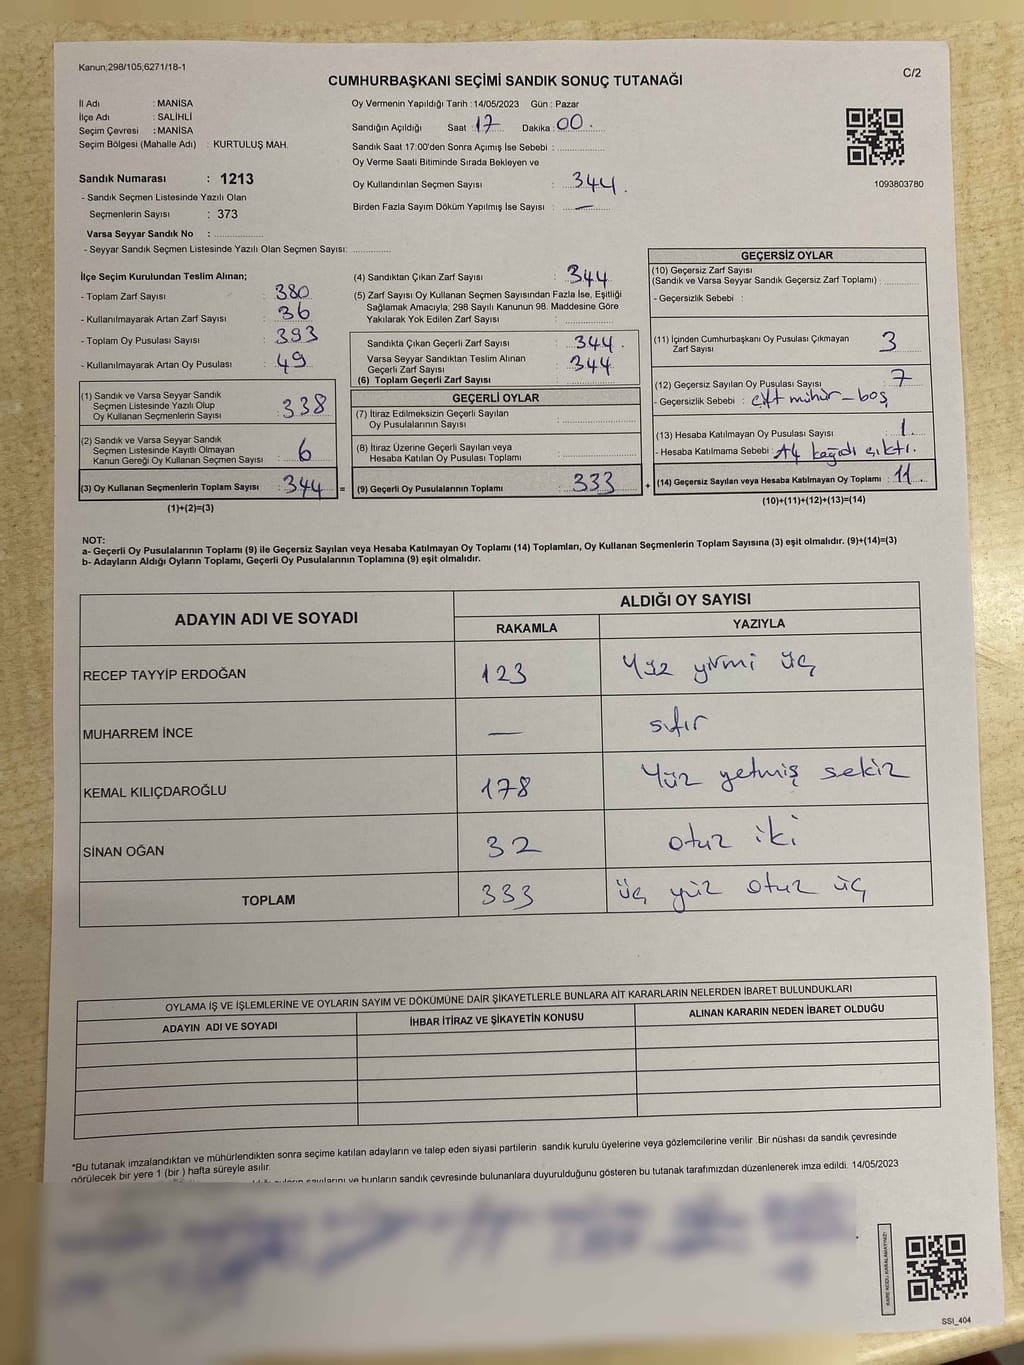 Kanun;298/105;6271/18-1
CUMHURBAŞKANI SEÇİMİ SANDIK SONUÇ TUTANAĞI
C/2
İl Adı : MANİSA
İlçe Adı : SALİHLİ
Seçim Çevresi : MANİSA
Seçim Bölgesi (Mahalle Adı) : KURTULUŞ MAH.
Sandık Numarası : 1213
- Sandık Seçmen Listesinde Yazılı Olan
Seçmenlerin Sayısı : 373
Varsa Seyyar Sandık No : ................
- Seyyar Sandık Seçmen Listesinde Yazılı Olan Seçmen Sayısı: .............
Oy Vermenin Yapıldığı Tarih :14/05/2023 Gün : Pazar
Sandığın Açıldığı Saat : 17 Dakika : 00.
Sandık Saat 17:00'den Sonra Açımış İse Sebebi : ................
Oy Verme Saati Bitiminde Sırada Bekleyen ve
Oy Kullandırılan Seçmen Sayısı : 344.
Birden Fazla Sayım Döküm Yapılmış İse Sayısı : —
1093803780
İlçe Seçim Kurulundan Teslim Alınan;
- Toplam Zarf Sayısı : 380
- Kullanılmayarak Artan Zarf Sayısı : 36
- Toplam Oy Pusulası Sayısı : 393
- Kullanılmayarak Artan Oy Pusulası : 49
(1) Sandık ve Varsa Seyyar Sandık
Seçmen Listesinde Yazılı Olup
Oy Kullanan Seçmenlerin Sayısı : 338
(2) Sandık ve Varsa Seyyar Sandık
Seçmen Listesinde Kayıtlı Olmayan
Kanun Gereği Oy Kullanan Seçmen Sayısı : 6
(3) Oy Kullanan Seçmenlerin Toplam Sayısı : 344 =
(1)+(2)=(3)
(4) Sandıktan Çıkan Zarf Sayısı : 344
(5) Zarf Sayısı Oy Kullanan Seçmen Sayısından Fazla İse, Eşitliği
Sağlamak Amacıyla; 298 Sayılı Kanunun 98. Maddesine Göre
Yakılarak Yok Edilen Zarf Sayısı : ................
Sandıkta Çıkan Geçerli Zarf Sayısı : 344.
Varsa Seyyar Sandıktan Teslim Alınan
Geçerli Zarf Sayısı : 344
(6) Toplam Geçerli Zarf Sayısı : ................
GEÇERLİ OYLAR
(7) İtiraz Edilmeksizin Geçerli Sayılan
Oy Pusulalarının Sayısı : ................
(8) İtiraz Üzerine Geçerli Sayılan veya
Hesaba Katılan Oy Pusulası Toplamı : ................
(9) Geçerli Oy Pusulalarının Toplamı : 333 +
GEÇERSİZ OYLAR
(10) Geçersiz Zarf Sayısı
(Sandık ve Varsa Seyyar Sandık Geçersiz Zarf Toplamı) : ............
- Geçersizlik Sebebi :
(11) İçinden Cumhurbaşkanı Oy Pusulası Çıkmayan
Zarf Sayısı : 3
(12) Geçersiz Sayılan Oy Pusulası Sayısı : 7
- Geçersizlik Sebebi : çift mühür – boş
(13) Hesaba Katılmayan Oy Pusulası Sayısı : 1.
- Hesaba Katılmama Sebebi : A4 kağıdı çıktı.
(14) Geçersiz Sayılan veya Hesaba Katılmayan Oy Toplamı : 11.
(10)+(11)+(12)+(13)=(14)
NOT:
a- Geçerli Oy Pusulalarının Toplamı (9) ile Geçersiz Sayılan veya Hesaba Katılmayan Oy Toplamı (14) Toplamları, Oy Kullanan Seçmenlerin Toplam Sayısına (3) eşit olmalıdır. (9)+(14)=(3)
b- Adayların Aldığı Oyların Toplamı, Geçerli Oy Pusulalarının Toplamına (9) eşit olmalıdır.
ADAYIN ADI VE SOYADI
ALDIĞI OY SAYISI
RAKAMLA YAZIYLA
RECEP TAYYİP ERDOĞAN 123 Yüz yirmi üç
MUHARREM İNCE — sıfır
KEMAL KILIÇDAROĞLU 178 Yüz yetmiş sekiz
SİNAN OĞAN 32 otuz iki
TOPLAM 333 üç yüz otuz üç
OYLAMA İŞ VE İŞLEMLERİNE VE OYLARIN SAYIM VE DÖKÜMÜNE DAİR ŞİKAYETLERLE BUNLARA AİT KARARLARIN NELERDEN İBARET BULUNDUKLARI
ADAYIN ADI VE SOYADI İHBAR İTİRAZ VE ŞİKAYETİN KONUSU ALINAN KARARIN NEDEN İBARET OLDUĞU
*Bu tutanak imzalandıktan ve mühürlendikten sonra seçime katılan adayların ve talep eden siyasi partilerin sandık kurulu üyelerine veya gözlemcilerine verilir .Bir nüshası da sandık çevresinde
görülecek bir yere 1 (bir ) hafta süreyle asılır.
sayılarını ve bunların sandık çevresinde bulunanlara duyurulduğunu gösteren bu tutanak tarafımızdan düzenlenerek imza edildi. 14/05/2023
KARE KODU KARALAMAYINIZ!
SSI_404